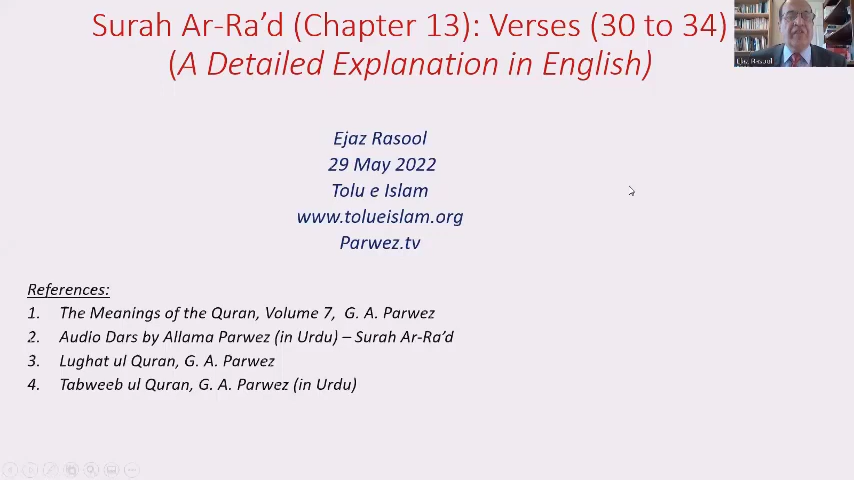 Surah Ar-Ra’d (Chapter 13): Verses (30 to 34)
(A Detailed Explanation in English)
Ejaz Rasool
Ejaz Rasool
29 May 2022
Tolu e Islam
www.tolueislam.org
Parwez.tv
References:
1. The Meanings of the Quran, Volume 7, G. A. Parwez
2. Audio Dars by Allama Parwez (in Urdu) – Surah Ar-Ra’d
3. Lughat ul Quran, G. A. Parwez
4. Tabweeb ul Quran, G. A. Parwez (in Urdu)